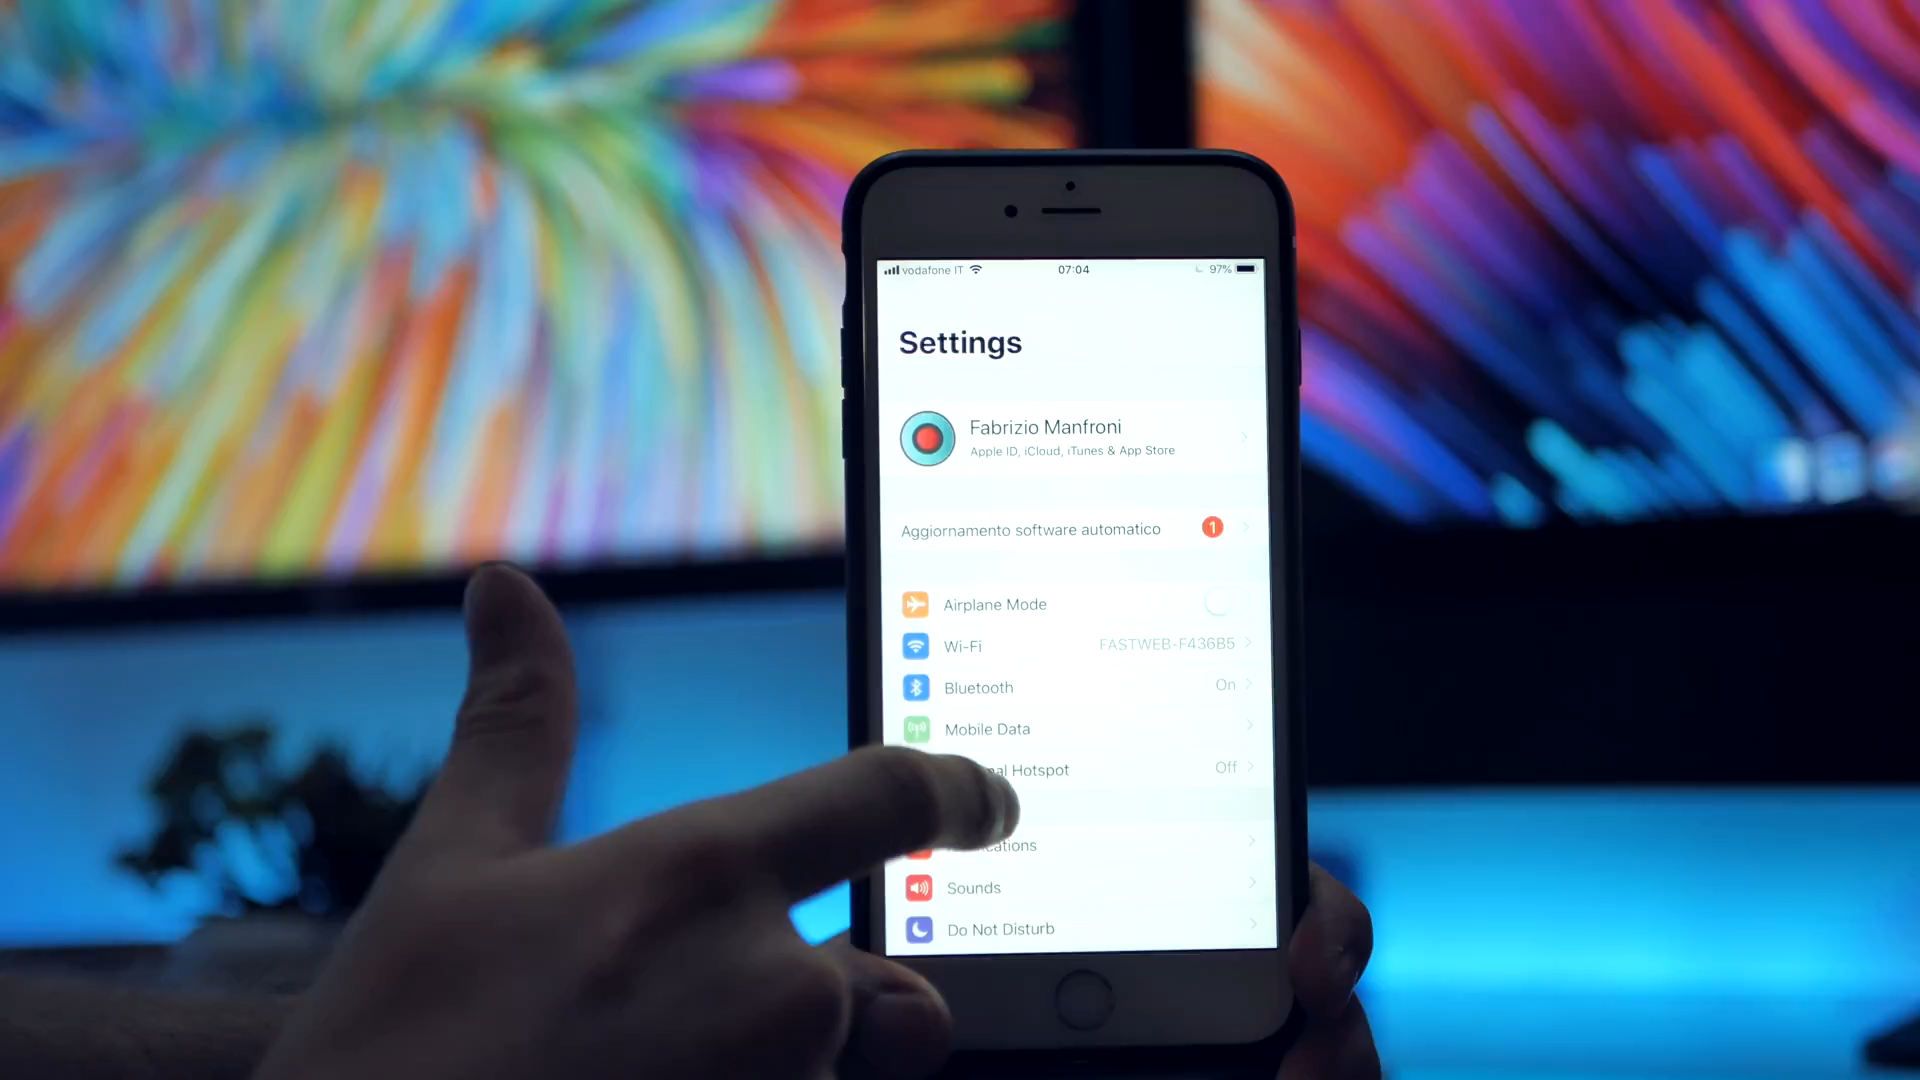 vodafone IT 07:04 97%
Settings
Fabrizio Manfroni
Apple ID, iCloud, iTunes & App Store
Aggiornamento software automatico 1
Airplane Mode
Wi-Fi FASTWEB-F436B5
Bluetooth On
Mobile Data
Hotspot Off
Sounds
Do Not Disturb